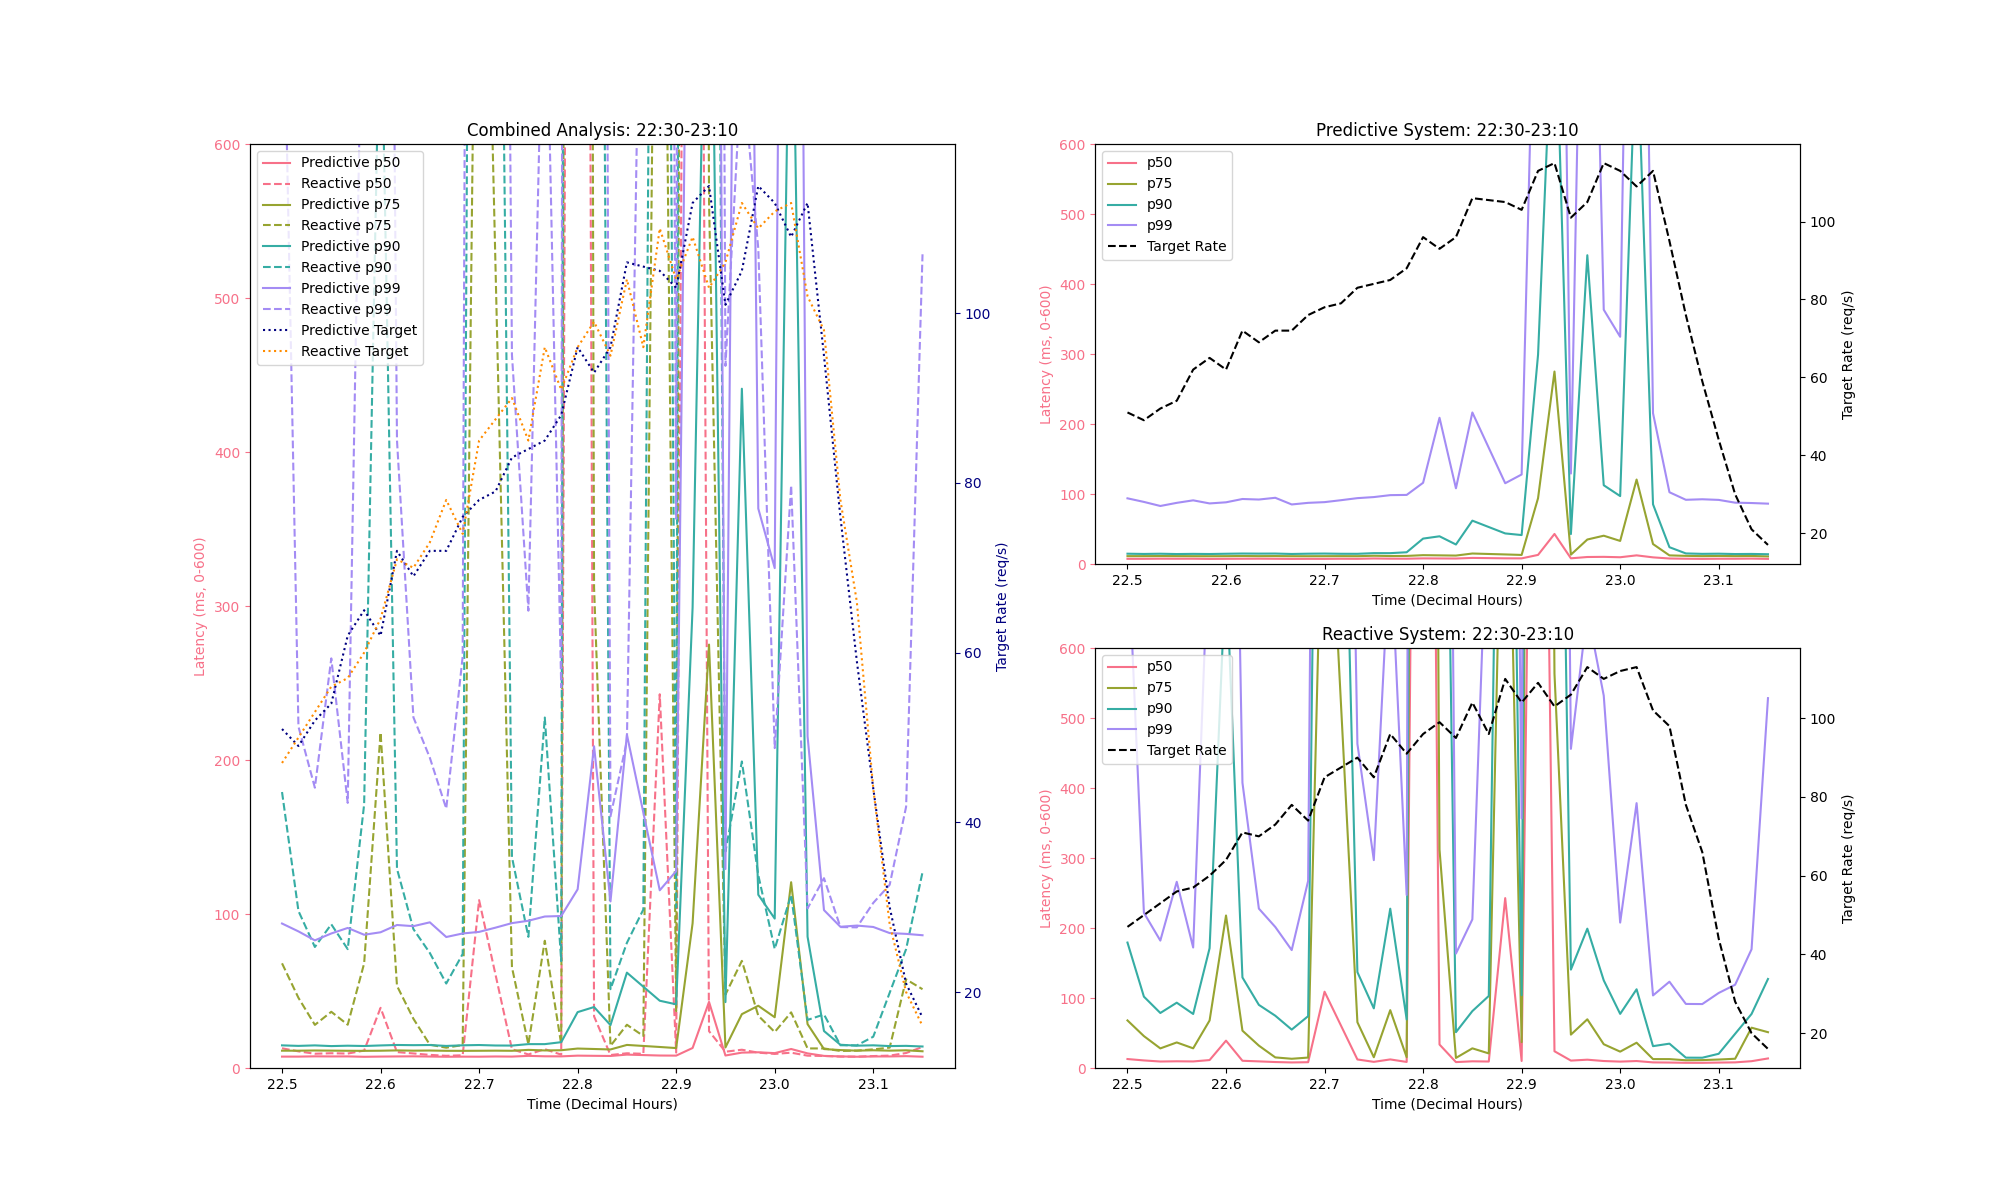 Combined Analysis: 22:30-23:10
600
500
400
300
200
100
0
Latency (ms, 0-600)
Predictive p50
Reactive p50
Predictive p75
Reactive p75
Predictive p90
Reactive p90
Predictive p99
Reactive p99
Predictive Target
Reactive Target
100
80
60
40
20
Target Rate (req/s)
22.5 22.6 22.7 22.8 22.9 23.0 23.1
Time (Decimal Hours)
Predictive System: 22:30-23:10
600
500
400
300
200
100
0
Latency (ms, 0-600)
p50
p75
p90
p99
Target Rate
100
80
60
40
20
Target Rate (req/s)
22.5 22.6 22.7 22.8 22.9 23.0 23.1
Time (Decimal Hours)
Reactive System: 22:30-23:10
600
500
400
300
200
100
0
Latency (ms, 0-600)
p50
p75
p90
p99
Target Rate
100
80
60
40
20
Target Rate (req/s)
22.5 22.6 22.7 22.8 22.9 23.0 23.1
Time (Decimal Hours)